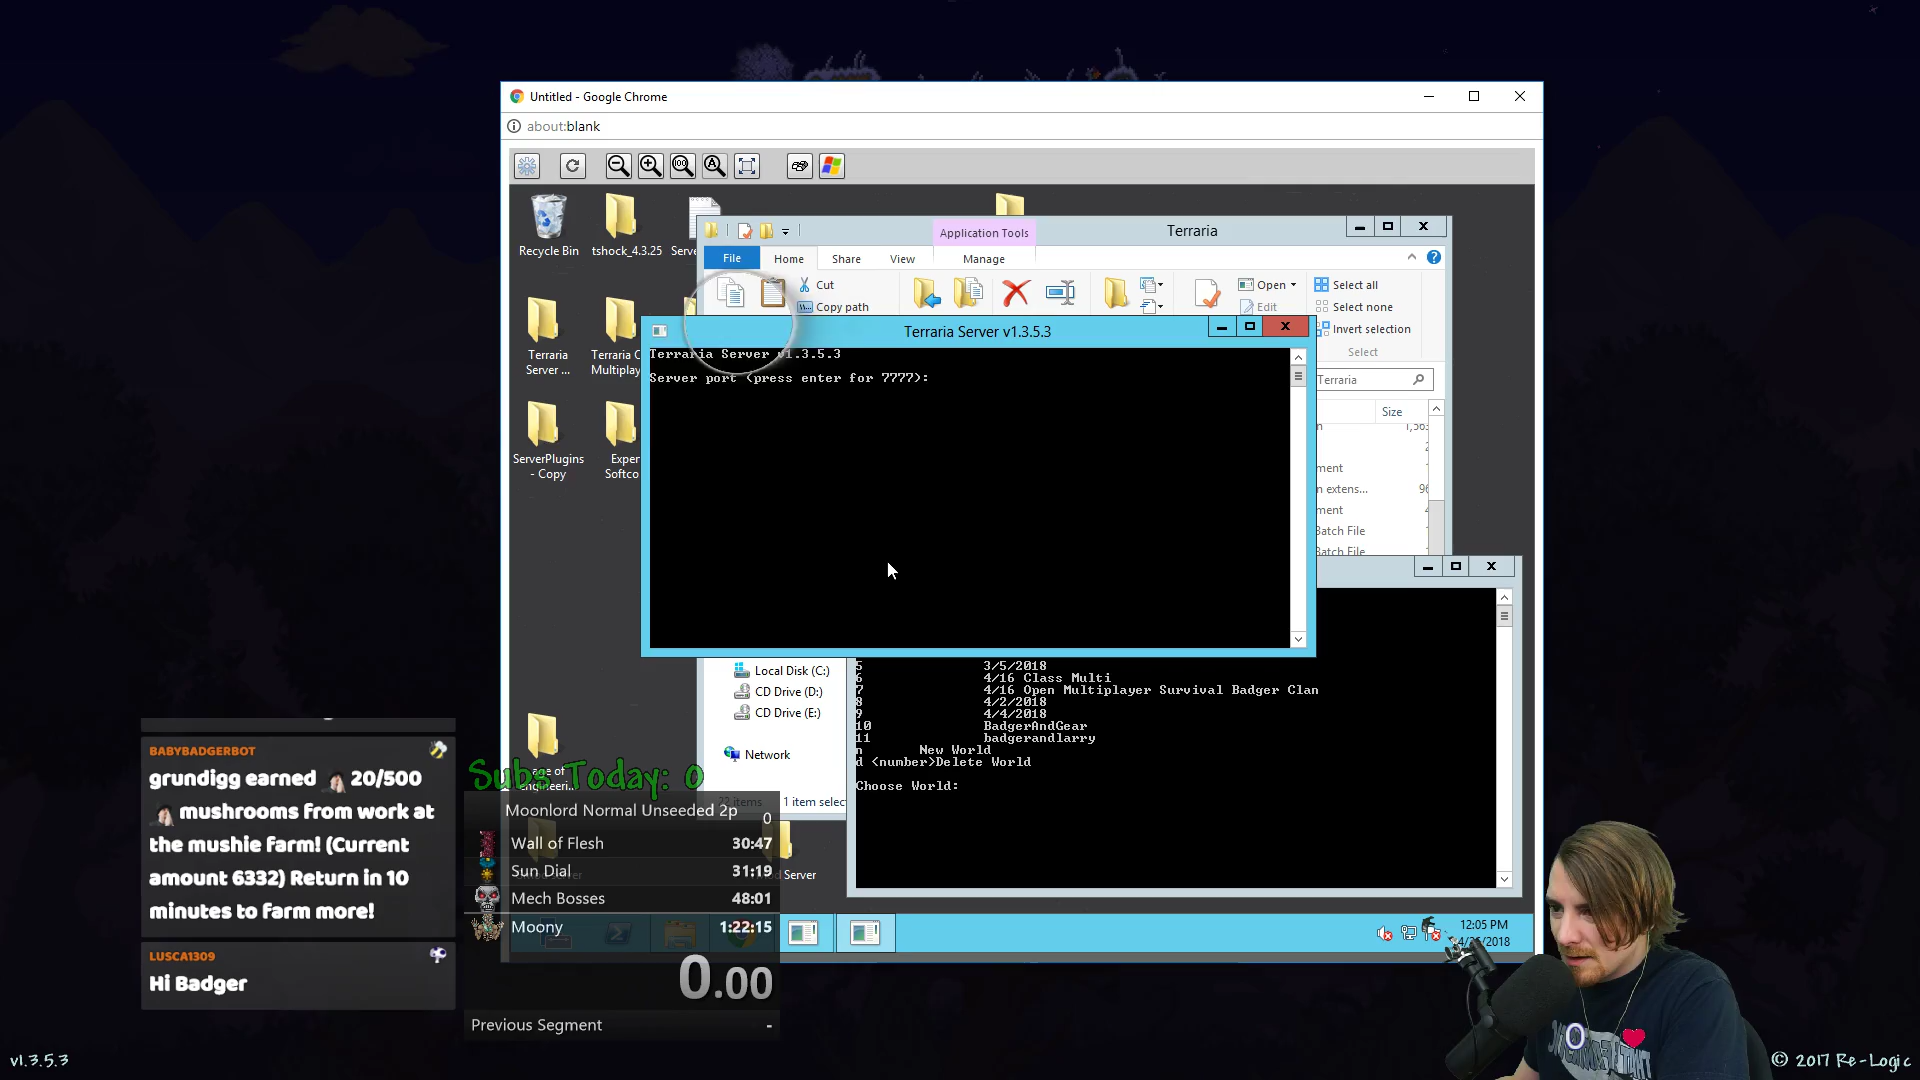 Untitled - Google Chrome
about:blank
Recycle Bin
tshock_4.3.25
Terraria
Server ...
Terraria C
Multiplay
ServerPlugins
- Copy
Application Tools
Terraria
File
Home
Share
View
Manage
Cut
Copy path
Open
Edit
Select all
Select none
Invert selection
Select
Terraria
Size
Batch File
Batch File
Terraria Server v1.3.5.3
Terraria Server v1.3.5.3
Server port (press enter for 7777):
Local Disk (C:)
CD Drive (D:)
CD Drive (E:)
Network
22 items
1 item selec
5 3/5/2018
6 4/16 Class Multi
7 4/16 Open Multiplayer Survival Badger Clan
8 4/2/2018
9 4/4/2018
10 BadgerAndGear
11 badgerandlarry
n New World
d <number>Delete World
Choose World:
12:05 PM
BABYBADGERBOT
grundigg earned 20/500
mushrooms from work at
the mushie farm! (Current
amount 6332) Return in 10
minutes to farm more!
LUSCA1309
Hi Badger
Subs Today: 0
Moonlord Normal Unseeded 2p
0
Wall of Flesh 30:47
Sun Dial 31:19
Mech Bosses 48:01
Moony 1:22:15
0.00
Previous Segment -
Server
v1.3.5.3
© 2017 Re-Logic